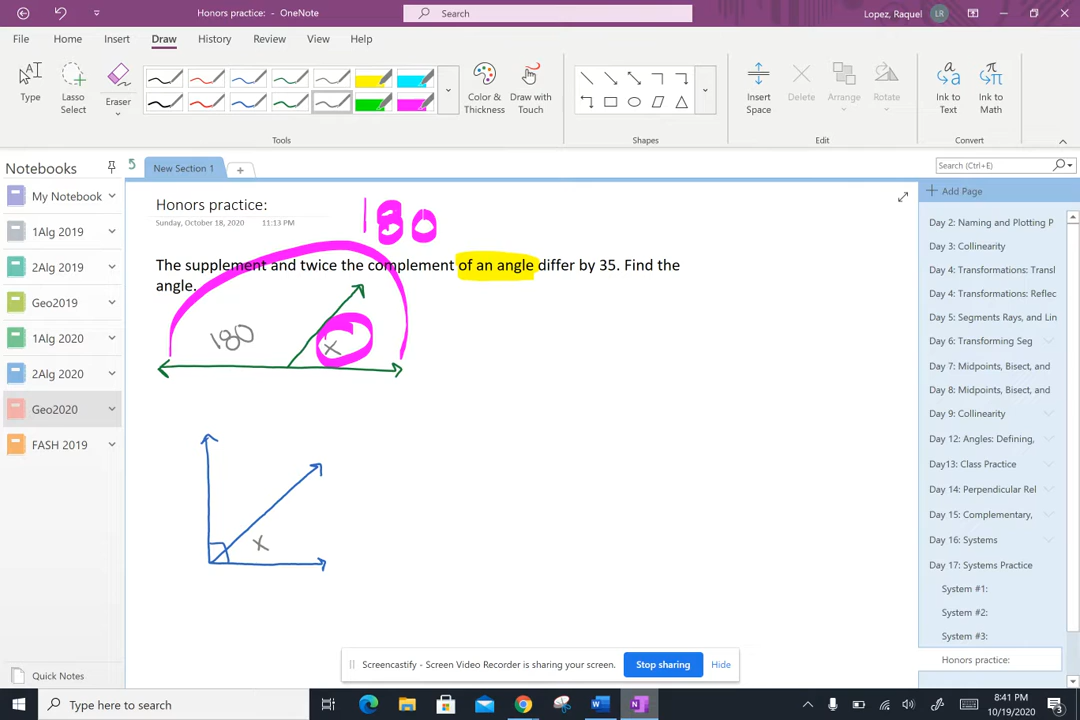 Honors practice: - OneNote
Search
Lopez, Raquel
LR
File
Home
Insert
Draw
History
Review
View
Help
Type
Lasso Select
Eraser
Color & Thickness
Draw with Touch
Insert Space
Delete
Arrange
Rotate
Ink to Text
Ink to Math
Tools
Shapes
Edit
Convert
Notebooks
5
New Section 1
Search (Ctrl+E)
My Notebook
1Alg 2019
2Alg 2019
Geo2019
1Alg 2020
2Alg 2020
Geo2020
FASH 2019
Quick Notes
Honors practice:
Sunday, October 18, 2020
11:13 PM
180
The supplement and twice the complement of an angle differ by 35. Find the
angle.
180
x
x
Add Page
Day 2: Naming and Plotting P
Day 3: Collinearity
Day 4: Transformations: Transl
Day 4: Transformations: Reflec
Day 5: Segments Rays, and Lin
Day 6: Transforming Seg
Day 7: Midpoints, Bisect, and
Day 8: Midpoints, Bisect, and
Day 9: Collinearity
Day 12: Angles: Defining,
Day13: Class Practice
Day 14: Perpendicular Rel
Day 15: Complementary,
Day 16: Systems
Day 17: Systems Practice
System #1:
System #2:
System #3:
Honors practice:
Screencastify - Screen Video Recorder is sharing your screen.
Stop sharing
Hide
Type here to search
8:41 PM
10/19/2020
3